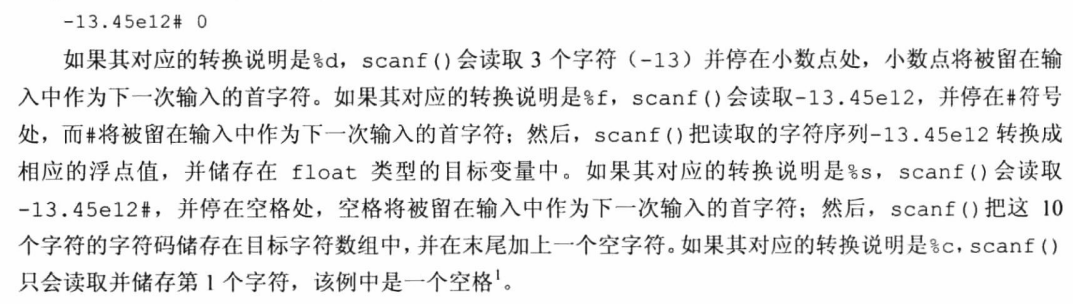 -13.45e12# 0
如果其对应的转换说明是%d，scanf()会读取 3 个字符（-13）并停在小数点处，小数点将被留在输
入中作为下一次输入的首字符。如果其对应的转换说明是%f，scanf()会读取-13.45e12，并停在#符号
处，而#将被留在输入中作为下一次输入的首字符；然后，scanf()把读取的字符序列-13.45e12 转换成
相应的浮点值，并储存在 float 类型的目标变量中。如果其对应的转换说明是%s，scanf()会读取
-13.45e12#，并停在空格处，空格将被留在输入中作为下一次输入的首字符；然后，scanf()把这 10
个字符的字符码储存在目标字符数组中，并在末尾加上一个空字符。如果其对应的转换说明是%c，scanf()
只会读取并储存第 1 个字符，该例中是一个空格¹。